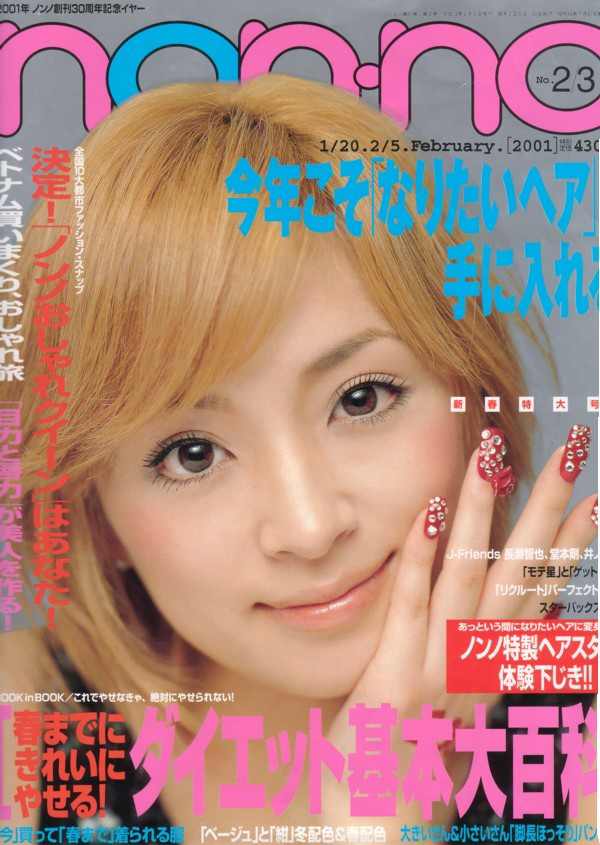 2001年 ノンノ創刊30周年記念イヤー
non·no
No. 2/3
1/20.2/5.February.[2001]
430
今年こそ「なりたいヘア」
手に入れる
全国10大都市ファッション・スナップ
決定!「ノンノおしゃれクイーン」はあなた!
ベトナム買いまくり、おしゃれ旅
新春特大号
J-Friends 長瀬智也、堂本剛、井ノ
「モテ星」と「ゲット
「リクルート」パーフェクト
スターバックス
あっという間になりたいヘアに変身
ノンノ特製ヘアスタ
体験下じき!!
BOOK in BOOK/これでやせなきゃ、絶対にやせられない!
春までに
きれいに
やせる!
ダイエット基本大百科
今」買って「春まで」着られる服
「ベージュ」と「紺」冬配色&春配色
大きいさん&小さいさん「脚長ほっそり」パン